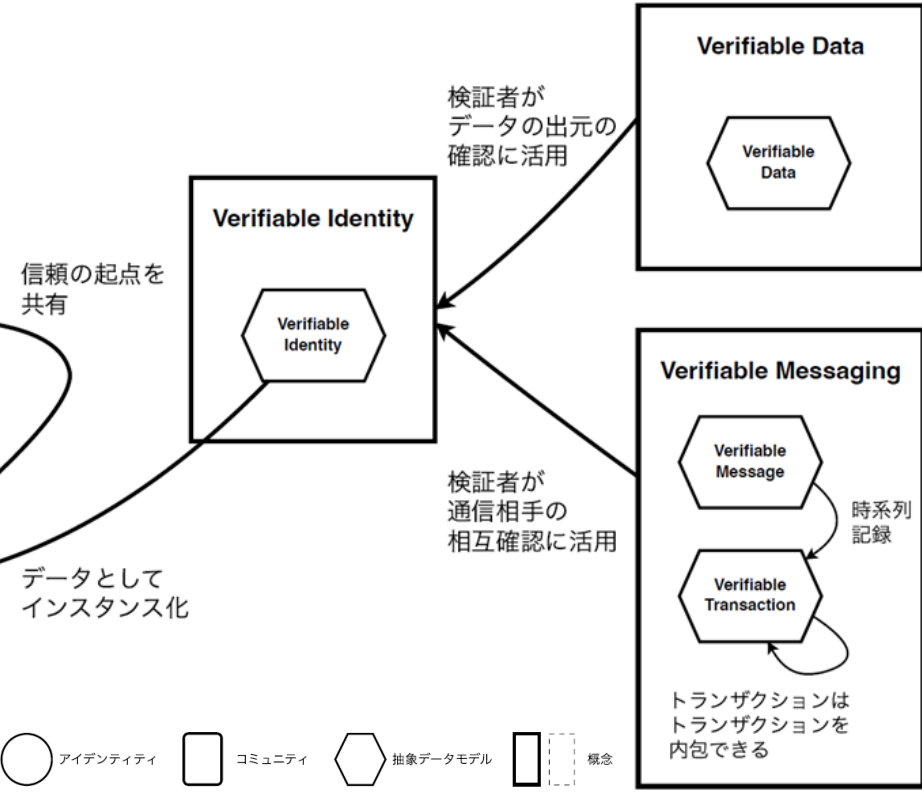 Verifiable Data
検証者が
データの出元の
確認に活用
Verifiable
Data
Verifiable Identity
信頼の起点を
共有
Verifiable
Identity
Verifiable Messaging
Verifiable
Message
検証者が
通信相手の
相互確認に活用
時系列
記録
データとして
インスタンス化
Verifiable
Transaction
トランザクションは
トランザクションを
内包できる
アイデンティティ
コミュニティ
抽象データモデル
概念